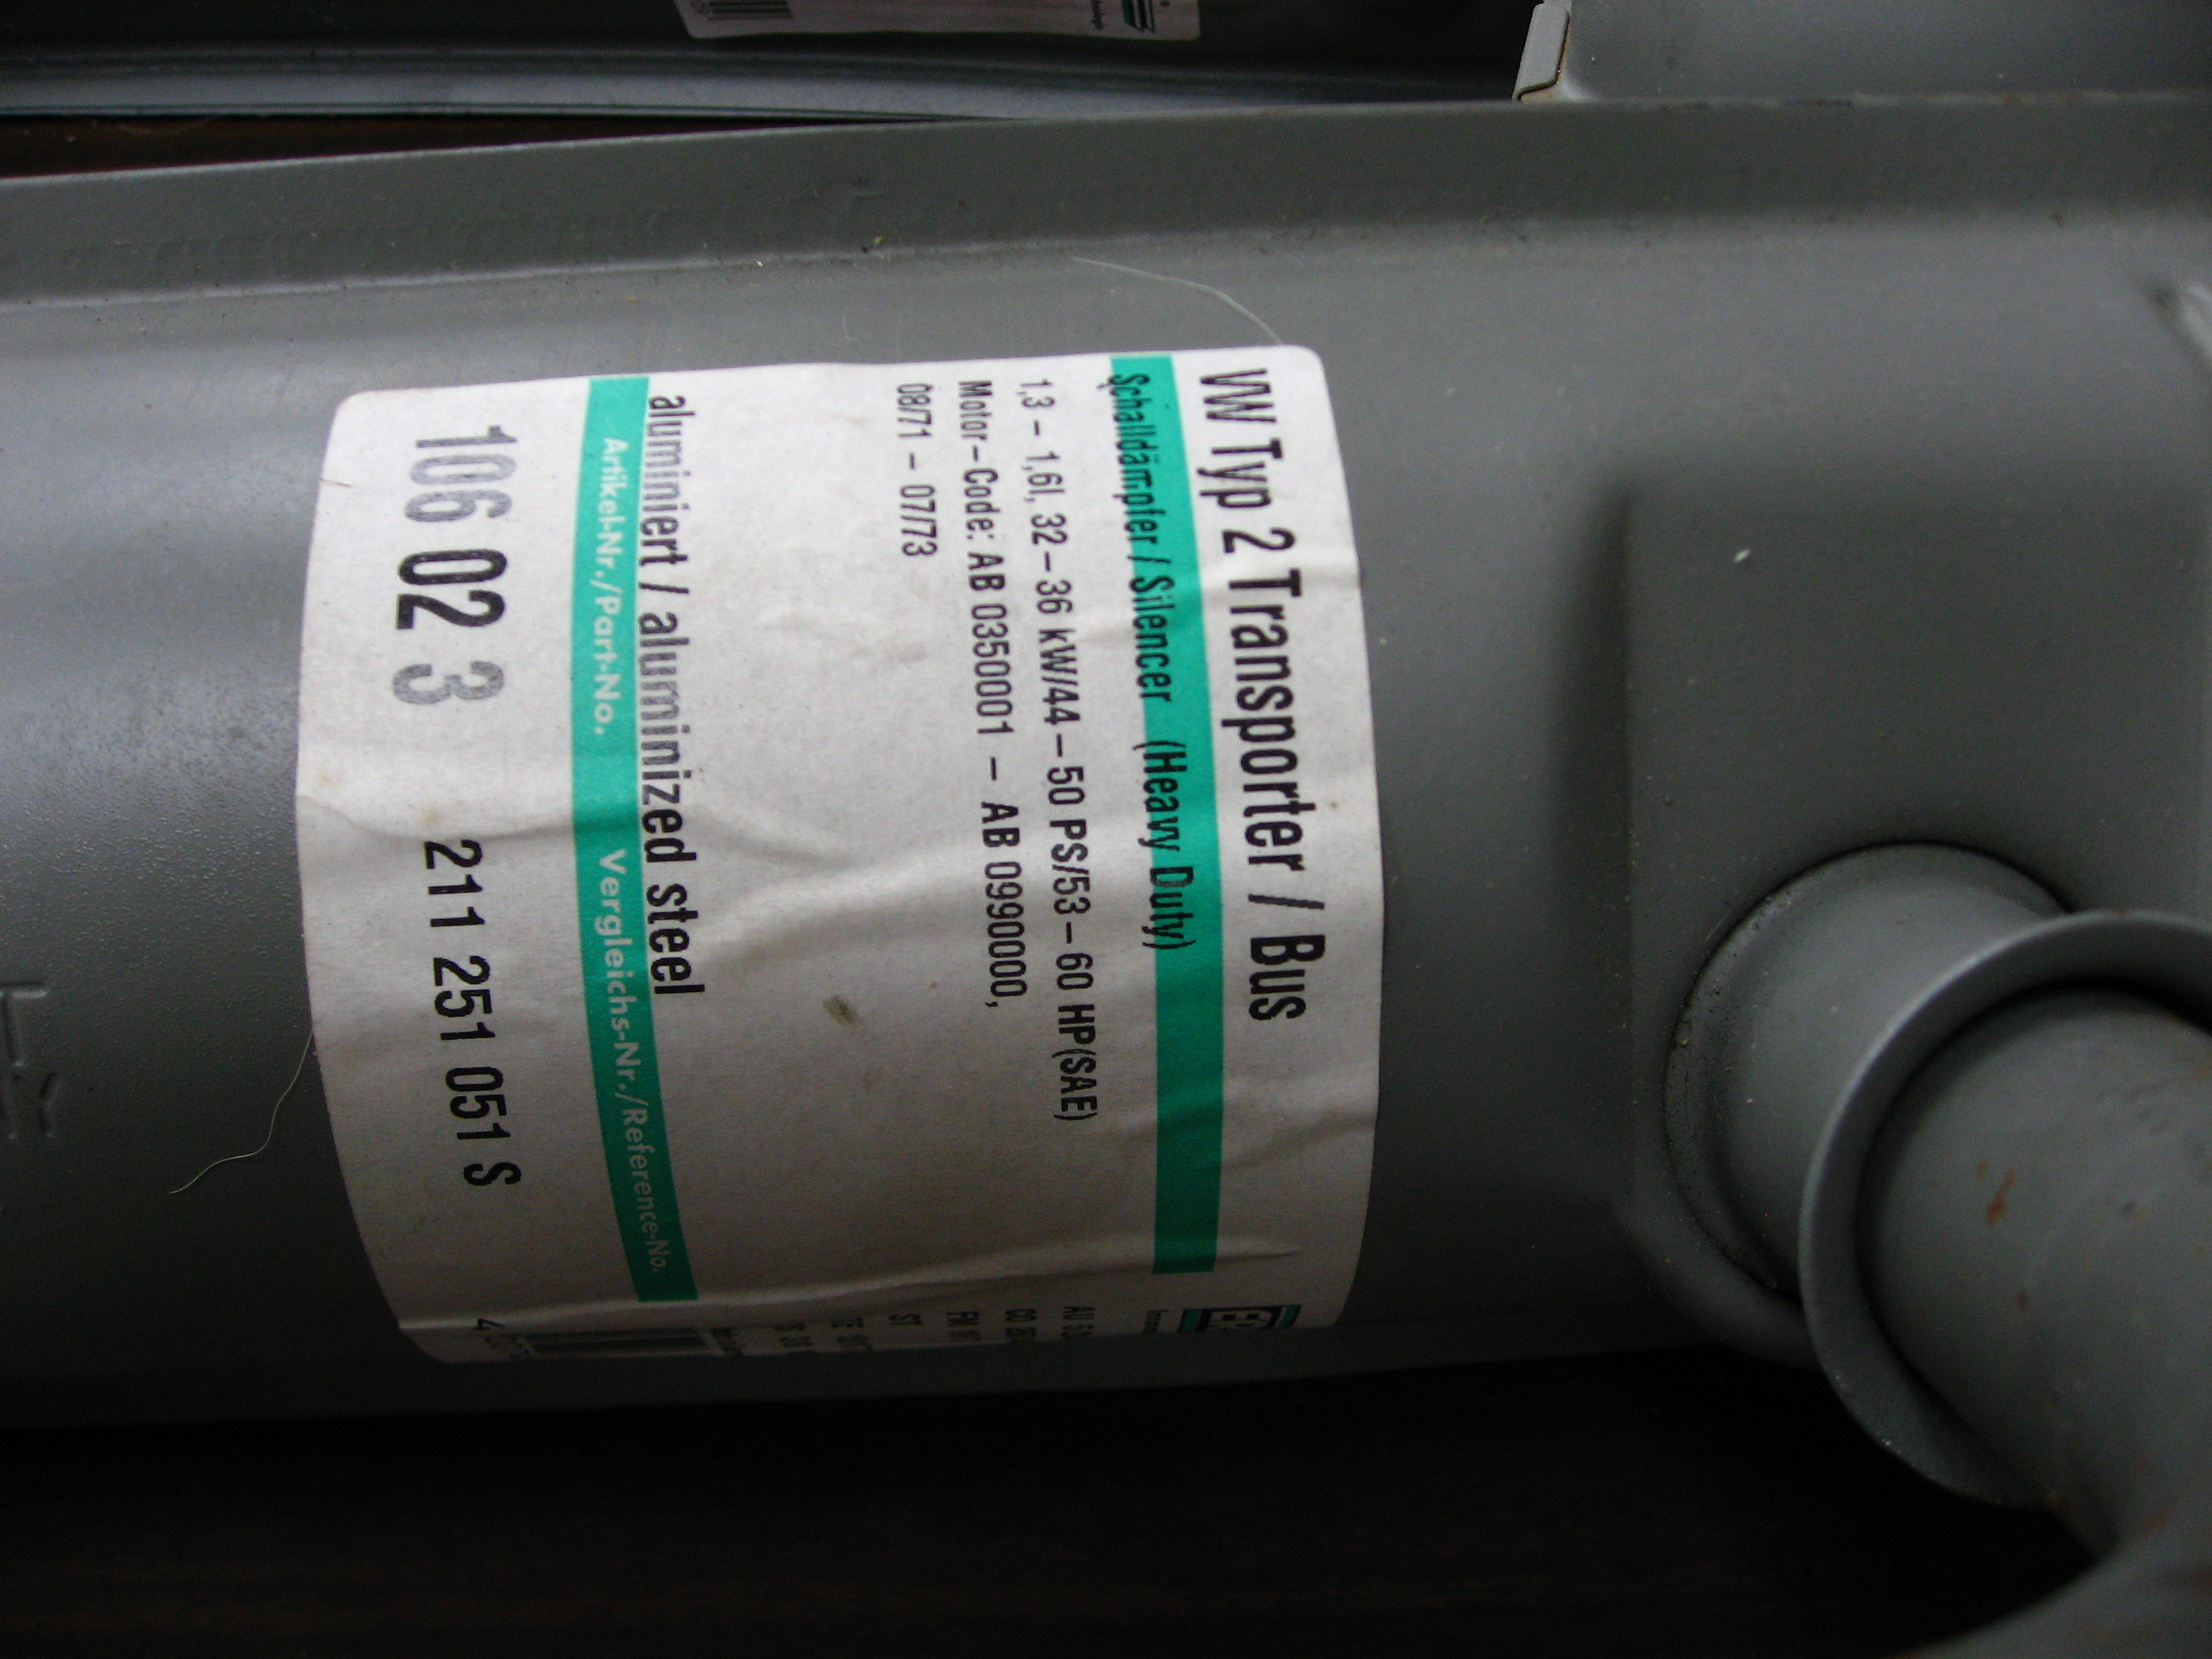 VW Typ 2 Transporter / Bus
Schalldämpfer / Silencer (Heavy Duty)
1,3 – 1,6l, 32–36 kW/44–50 PS/53–60 HP(SAE)
Motor-Code: AB 0350001 – AB 0990000,
08/71 – 07/73
aluminiert / aluminized steel
Artikel-Nr./Part-No. Vergleichs-Nr./Reference-No.
106 02 3 211 251 051 S